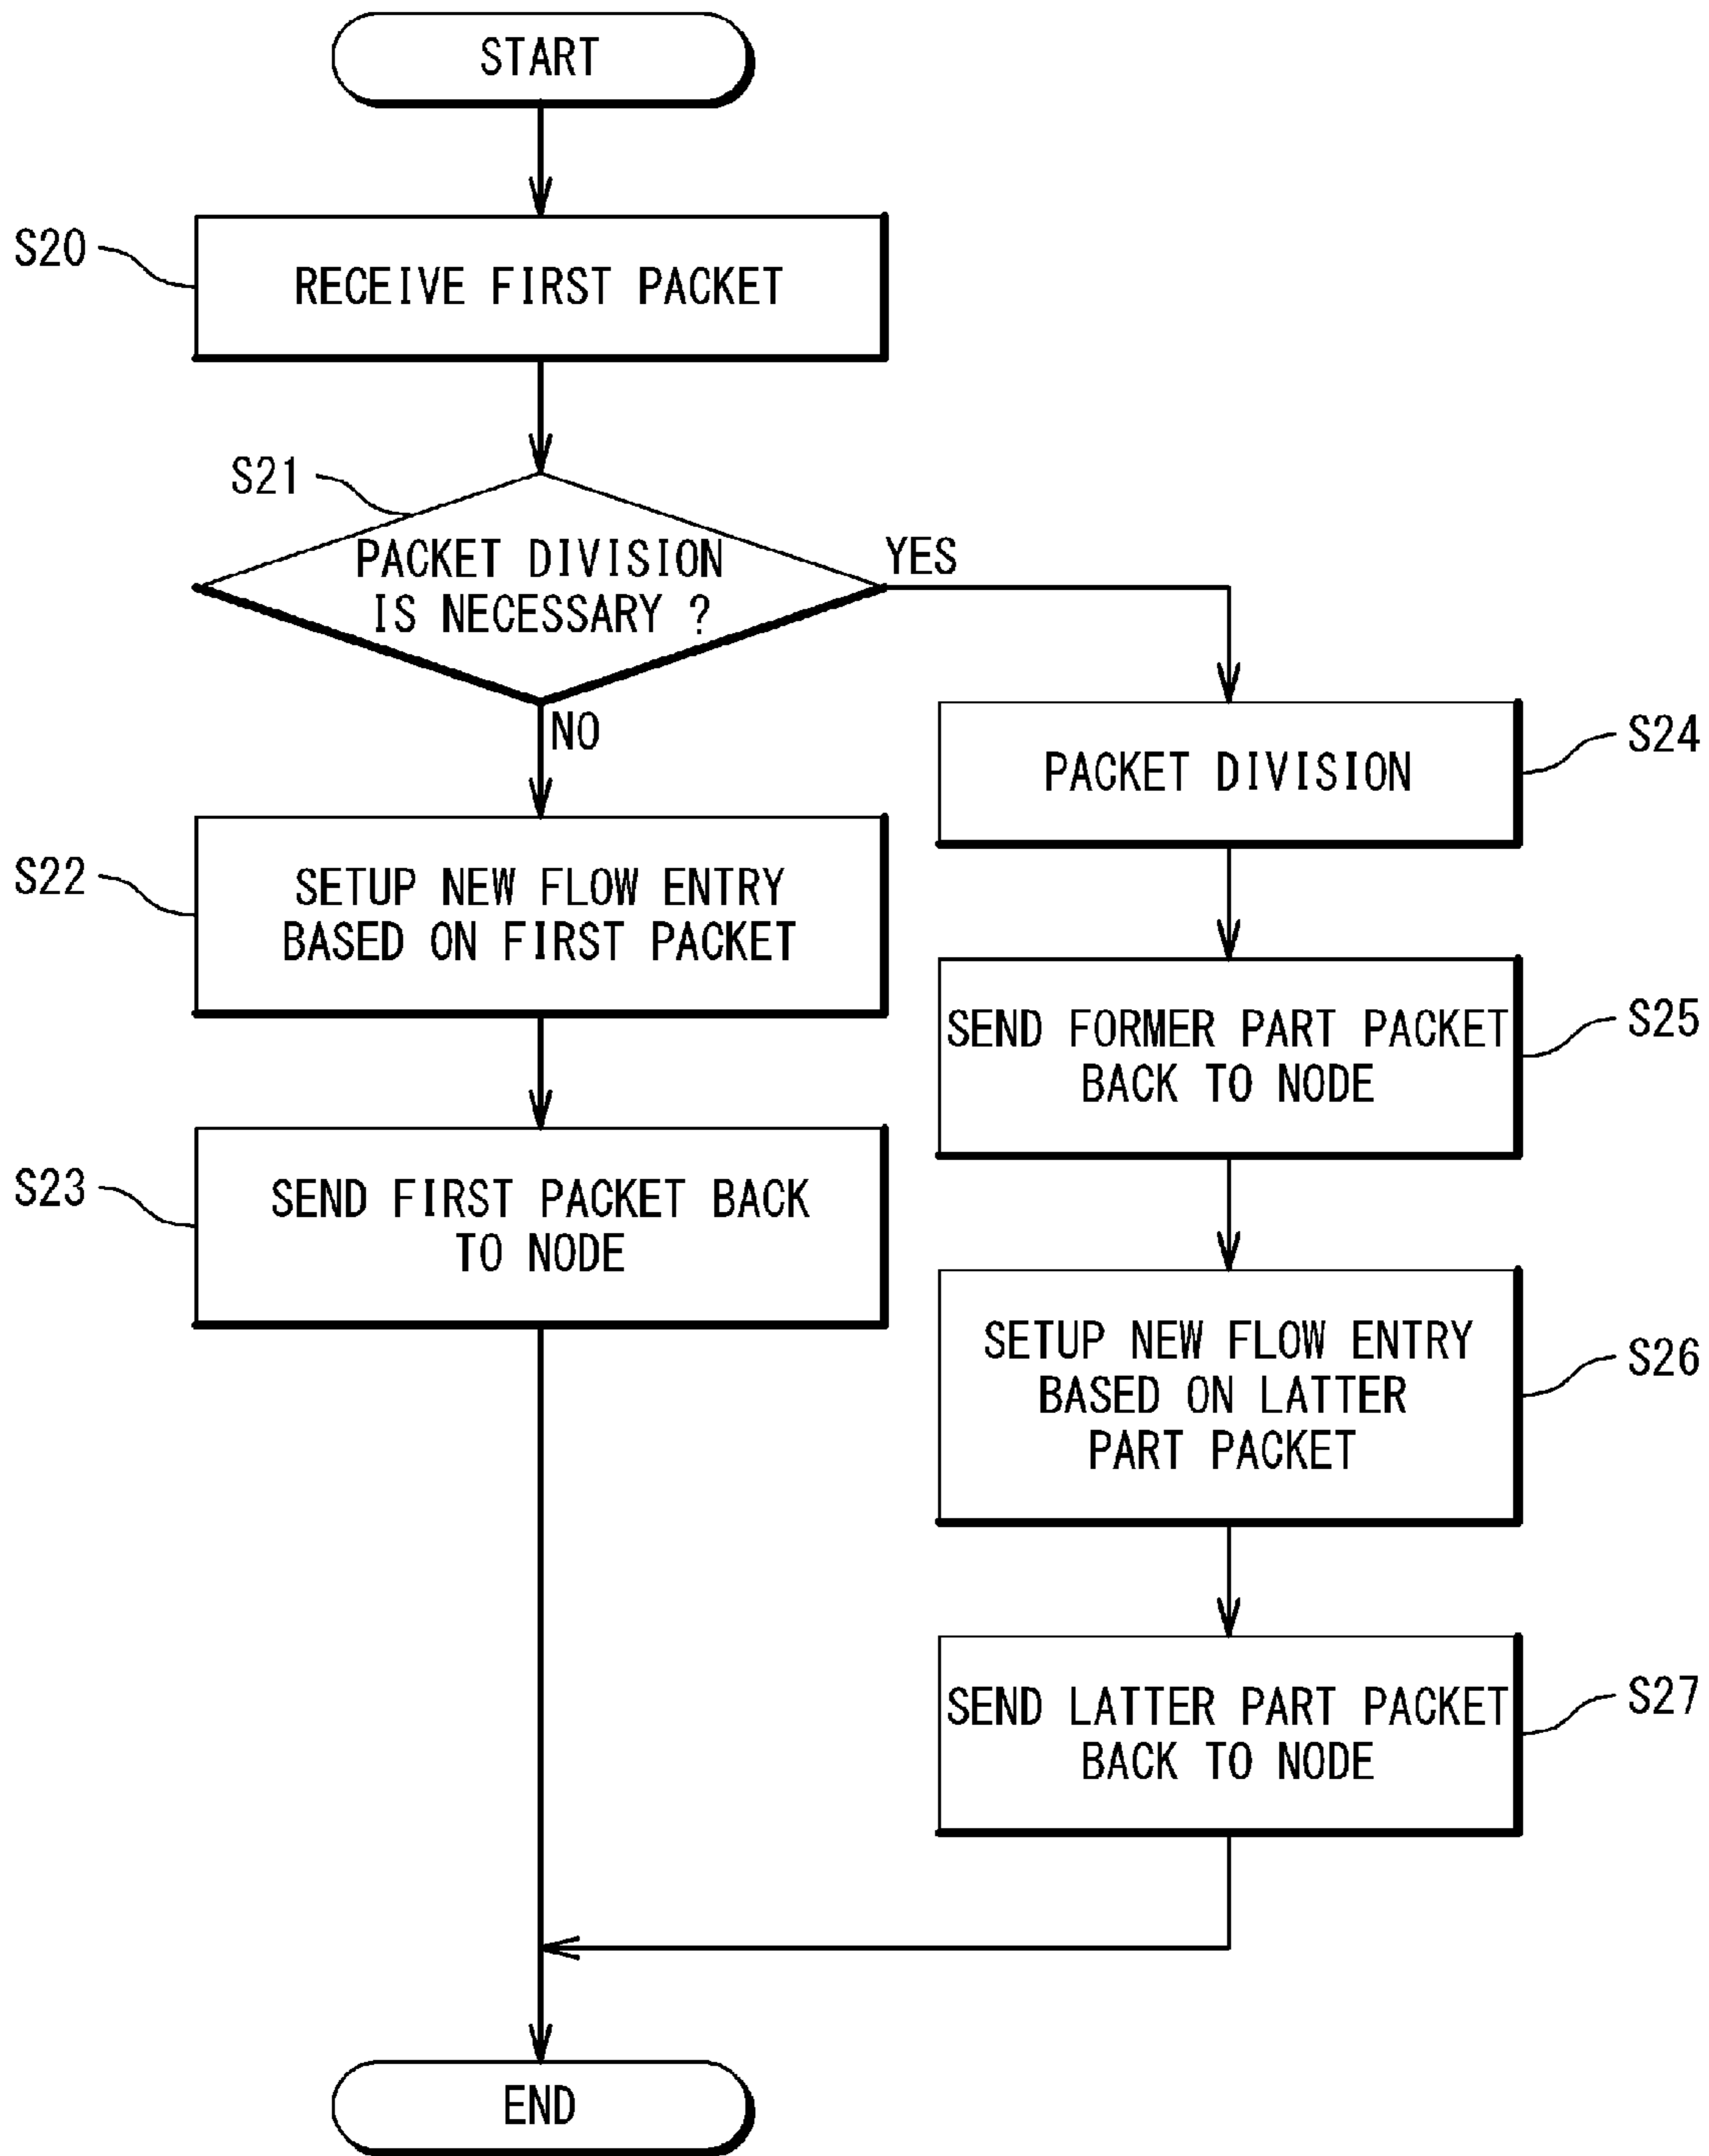 START
S20
RECEIVE FIRST PACKET
S21
PACKET DIVISION
IS NECESSARY ?
YES
NO
S22
SETUP NEW FLOW ENTRY
BASED ON FIRST PACKET
S23
SEND FIRST PACKET BACK
TO NODE
S24
PACKET DIVISION
S25
SEND FORMER PART PACKET
BACK TO NODE
S26
SETUP NEW FLOW ENTRY
BASED ON LATTER
PART PACKET
S27
SEND LATTER PART PACKET
BACK TO NODE
END